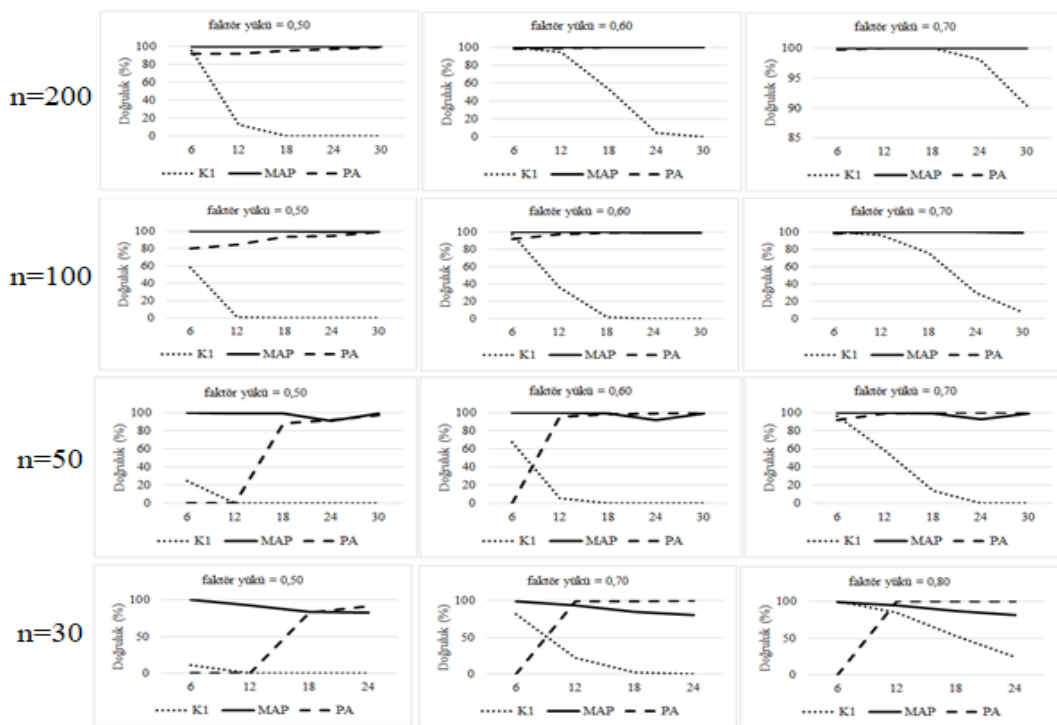 n=200
faktör yükü = 0,50
Doğruluk (%)
100
80
60
40
20
0
6 12 18 24 30
K1 MAP PA
faktör yükü = 0,60
Doğruluk (%)
100
80
60
40
20
0
6 12 18 24 30
K1 MAP PA
faktör yükü = 0,70
Doğruluk (%)
100
95
90
85
6 12 18 24 30
K1 MAP PA
n=100
faktör yükü = 0,50
Doğruluk (%)
100
80
60
40
20
0
6 12 18 24 30
K1 MAP PA
faktör yükü = 0,60
Doğruluk (%)
100
80
60
40
20
0
6 12 18 24 30
K1 MAP PA
faktör yükü = 0,70
Doğruluk (%)
100
80
60
40
20
0
6 12 18 24 30
K1 MAP PA
n=50
faktör yükü = 0,50
Doğruluk (%)
100
80
60
40
20
0
6 12 18 24 30
K1 MAP PA
faktör yükü = 0,60
Doğruluk (%)
100
80
60
40
20
0
6 12 18 24 30
K1 MAP PA
faktör yükü = 0,70
Doğruluk (%)
100
80
60
40
20
0
6 12 18 24 30
K1 MAP PA
n=30
faktör yükü = 0,50
Doğruluk (%)
100
50
0
6 12 18 24
K1 MAP PA
faktör yükü = 0,70
Doğruluk (%)
100
50
0
6 12 18 24
K1 MAP PA
faktör yükü = 0,80
Doğruluk (%)
100
50
0
6 12 18 24
K1 MAP PA